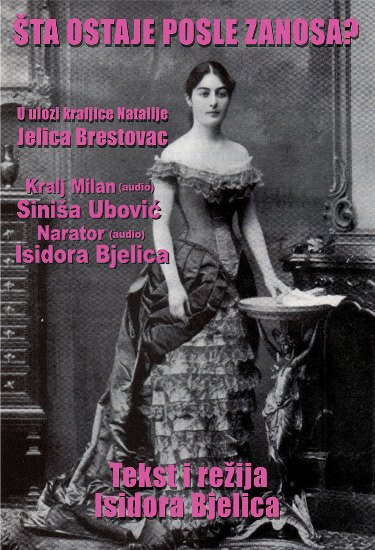 ŠTA OSTAJE POSLE ZANOSA?
U ulozi kraljice Natalije
Jelica Brestovac
Kralj Milan (audio)
Siniša Ubović
Narator (audio)
Isidora Bjelica
Tekst i režija
Isidora Bjelica